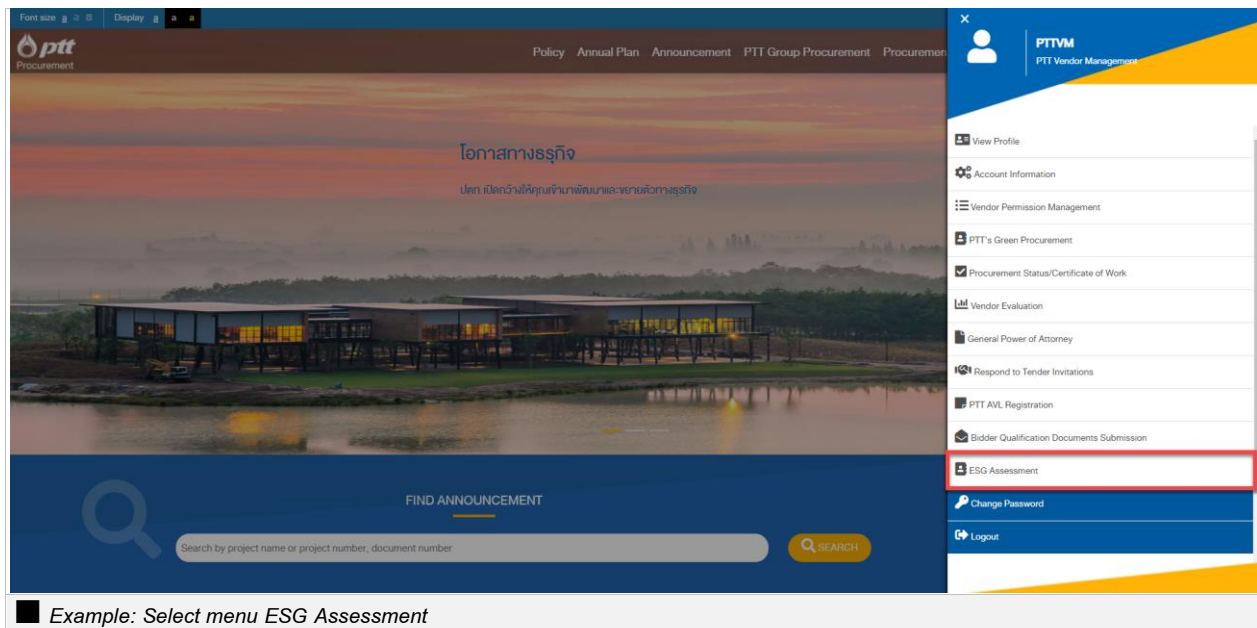 Font size a a a Display a a a
ptt
Procurement
Policy Annual Plan Announcement PTT Group Procurement Procuremen
โอกาสทางธุรกิจ
ปตท.เปิดกว้างให้คุณเข้ามาพัฒนาและขยายตัวทางธุรกิจ
FIND ANNOUNCEMENT
Search by project name or project number, document number
SEARCH
PTTVM
PTT Vendor Management
View Profile
Account Information
Vendor Permission Management
PTT's Green Procurement
Procurement Status/Certificate of Work
Vendor Evaluation
General Power of Attorney
Respond to Tender Invitations
PTT AVL Registration
Bidder Qualification Documents Submission
ESG Assessment
Change Password
Logout
Example: Select menu ESG Assessment